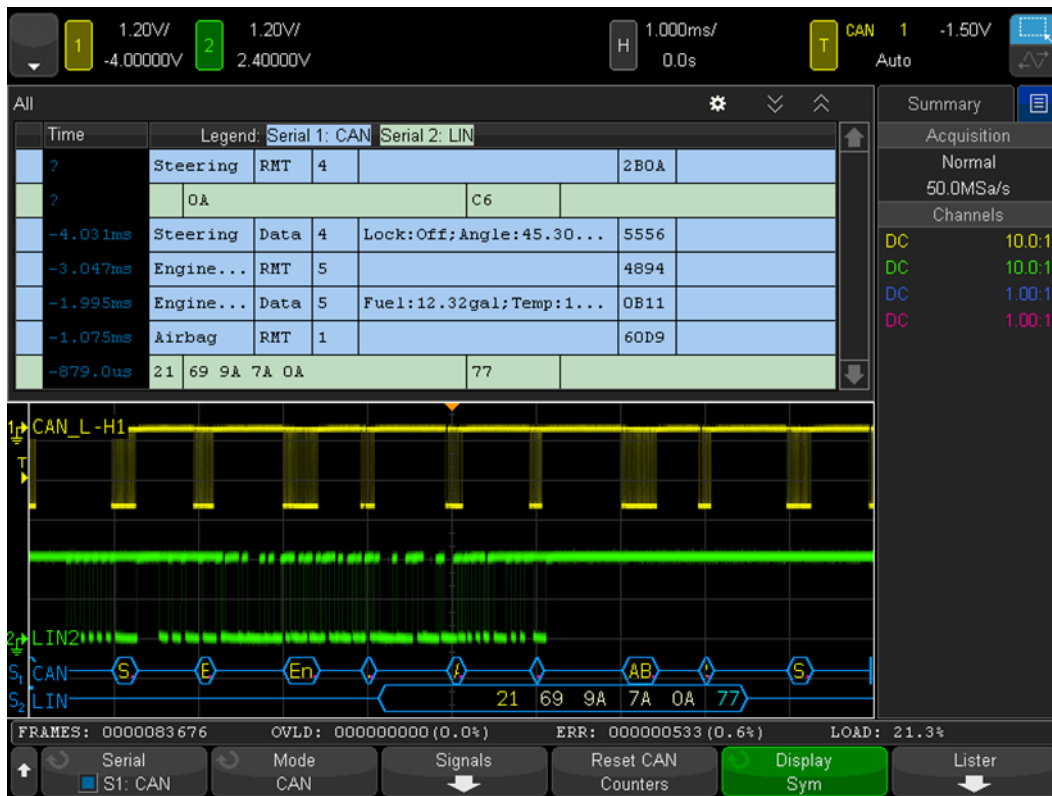 1 1.20V/ 2 1.20V/ H 1.000ms/ T CAN 1 -1.50V
-4.00000V 2.40000V 0.0s Auto
All Summary
Time Legend: Serial 1: CAN Serial 2: LIN
? Steering RMT 4 2B0A
? 0A C6
-4.031ms Steering Data 4 Lock:Off;Angle:45.30... 5556
-3.047ms Engine... RMT 5 4894
-1.995ms Engine... Data 5 Fuel:12.32gal;Temp:1... 0B11
-1.075ms Airbag RMT 1 60D9
-879.0us 21 69 9A 7A 0A 77
Acquisition
Normal
50.0MSa/s
Channels
DC 10.0:1
DC 10.0:1
DC 1.00:1
DC 1.00:1
1 CAN_L-H1
T
2 LIN2
S1 CAN S E En A AB S
S2 LIN 21 69 9A 7A 0A 77
FRAMES: 0000083676 OVLD: 000000000(0.0%) ERR: 000000533(0.6%) LOAD: 21.3%
Serial Mode Signals Reset CAN Display Lister
S1: CAN CAN Counters Sym